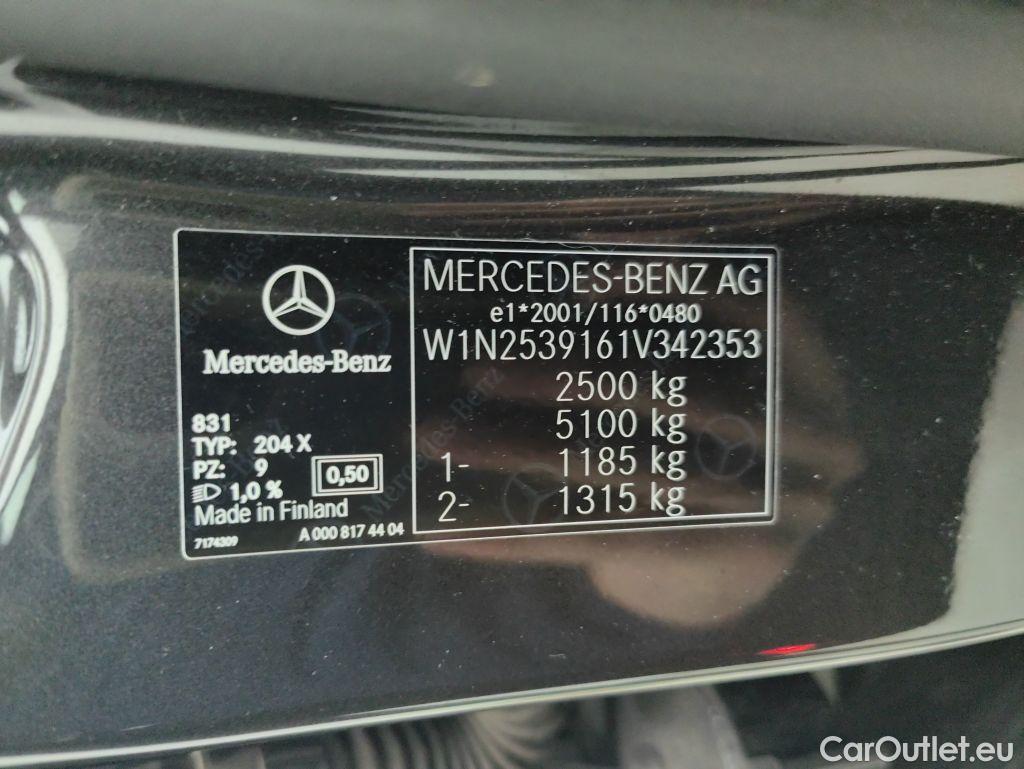 Mercedes-Benz
831
TYP: 204 X
PZ: 9
1,0 %
0,50
Made in Finland
7174309
A 000 817 44 04
MERCEDES-BENZ AG
e1*2001/116*0480
W1N2539161V342353
2500 kg
5100 kg
1- 1185 kg
2- 1315 kg
CarOutlet.eu